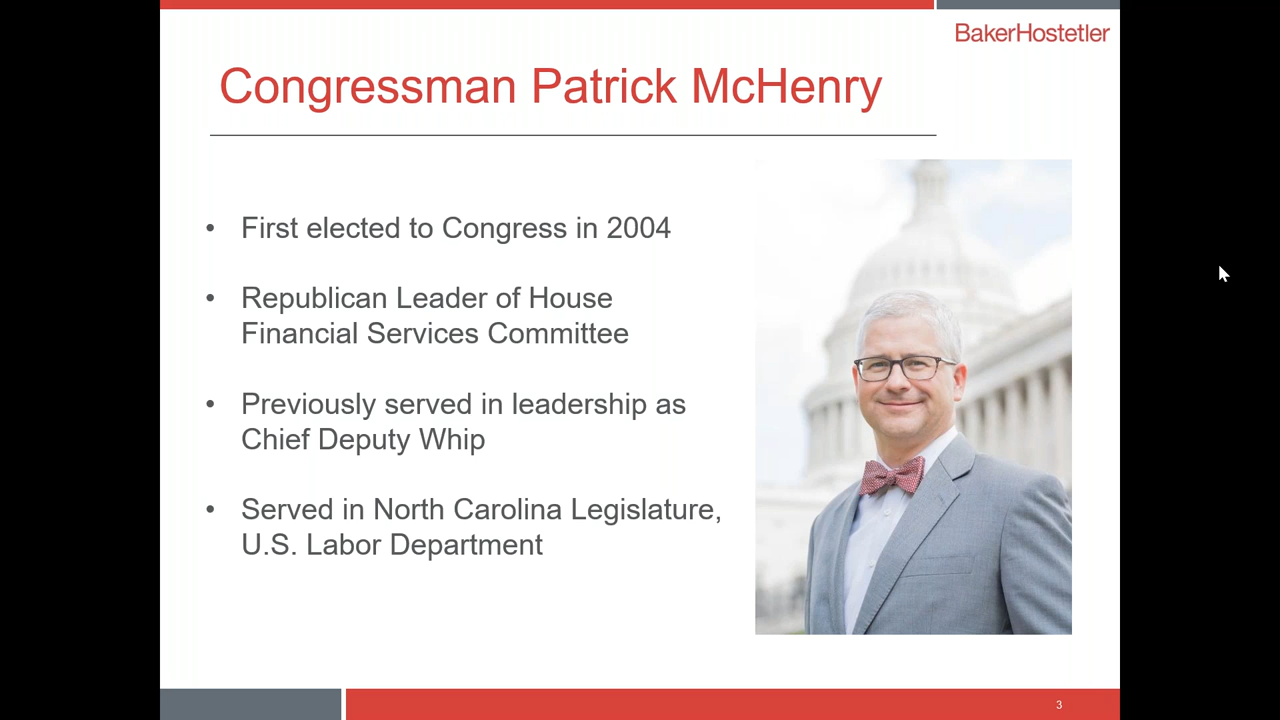 BakerHostetler
Congressman Patrick McHenry
• First elected to Congress in 2004
• Republican Leader of House
Financial Services Committee
• Previously served in leadership as
Chief Deputy Whip
• Served in North Carolina Legislature,
U.S. Labor Department
3